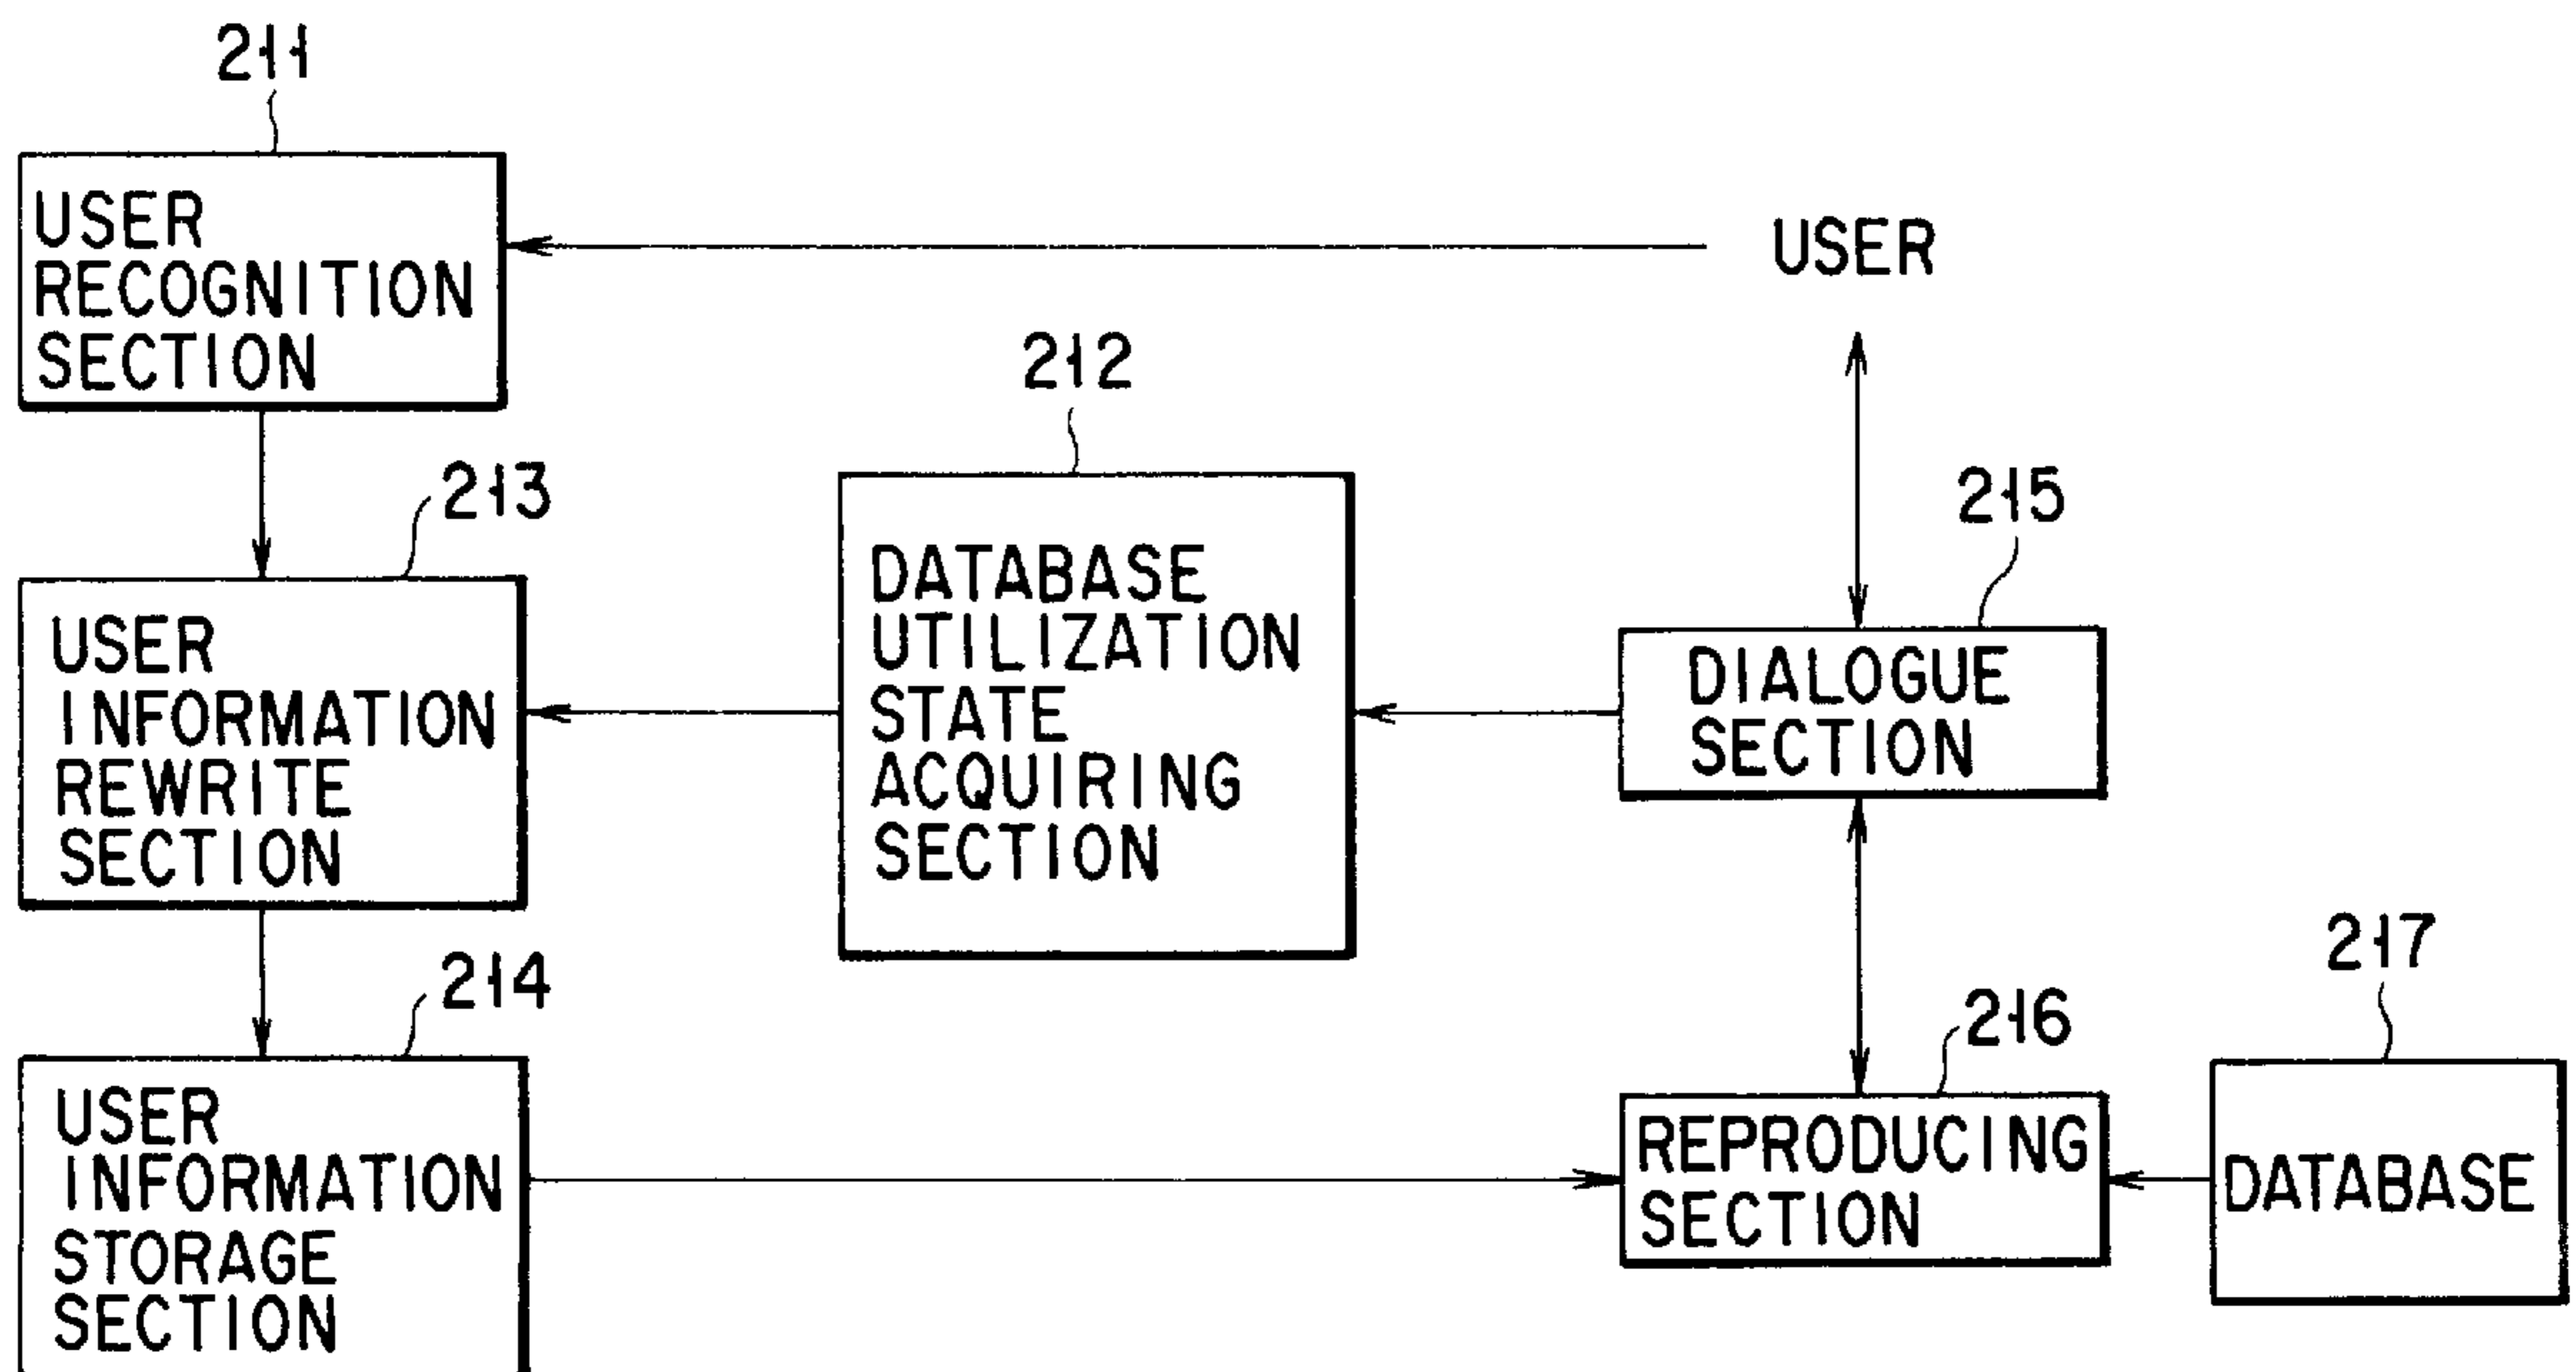 211
USER
RECOGNITION
SECTION
USER
212
213
215
DATABASE
UTILIZATION
STATE
ACQUIRING
SECTION
USER
INFORMATION
REWRITE
SECTION
DIALOGUE
SECTION
214
216
217
USER
INFORMATION
STORAGE
SECTION
REPRODUCING
SECTION
DATABASE